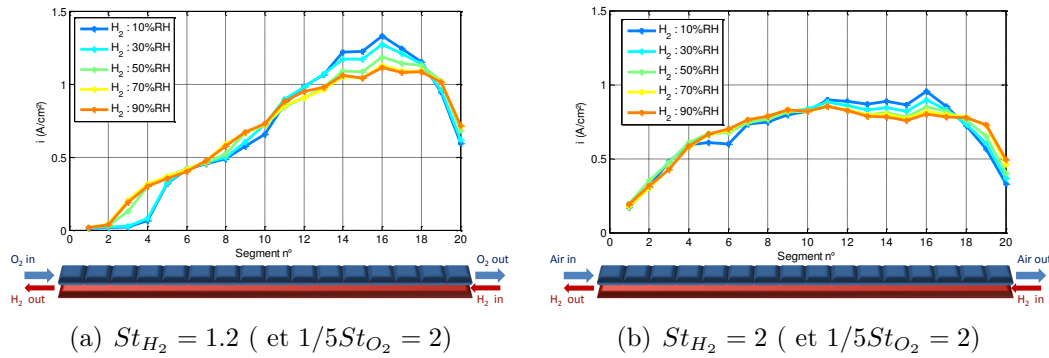 1.5
1
0.5
0
i (A/cm²)
H2 : 10%RH
H2 : 30%RH
H2 : 50%RH
H2 : 70%RH
H2 : 90%RH
0 2 4 6 8 10 12 14 16 18 20
Segment n°
O2 in
O2 out
H2 out
H2 in
(a) StH2 = 1.2 ( et 1/5StO2 = 2)
1.5
1
0.5
0
i (A/cm²)
H2 : 10%RH
H2 : 30%RH
H2 : 50%RH
H2 : 70%RH
H2 : 90%RH
0 2 4 6 8 10 12 14 16 18 20
Segment n°
Air in
Air out
H2 out
H2 in
(b) StH2 = 2 ( et 1/5StO2 = 2)